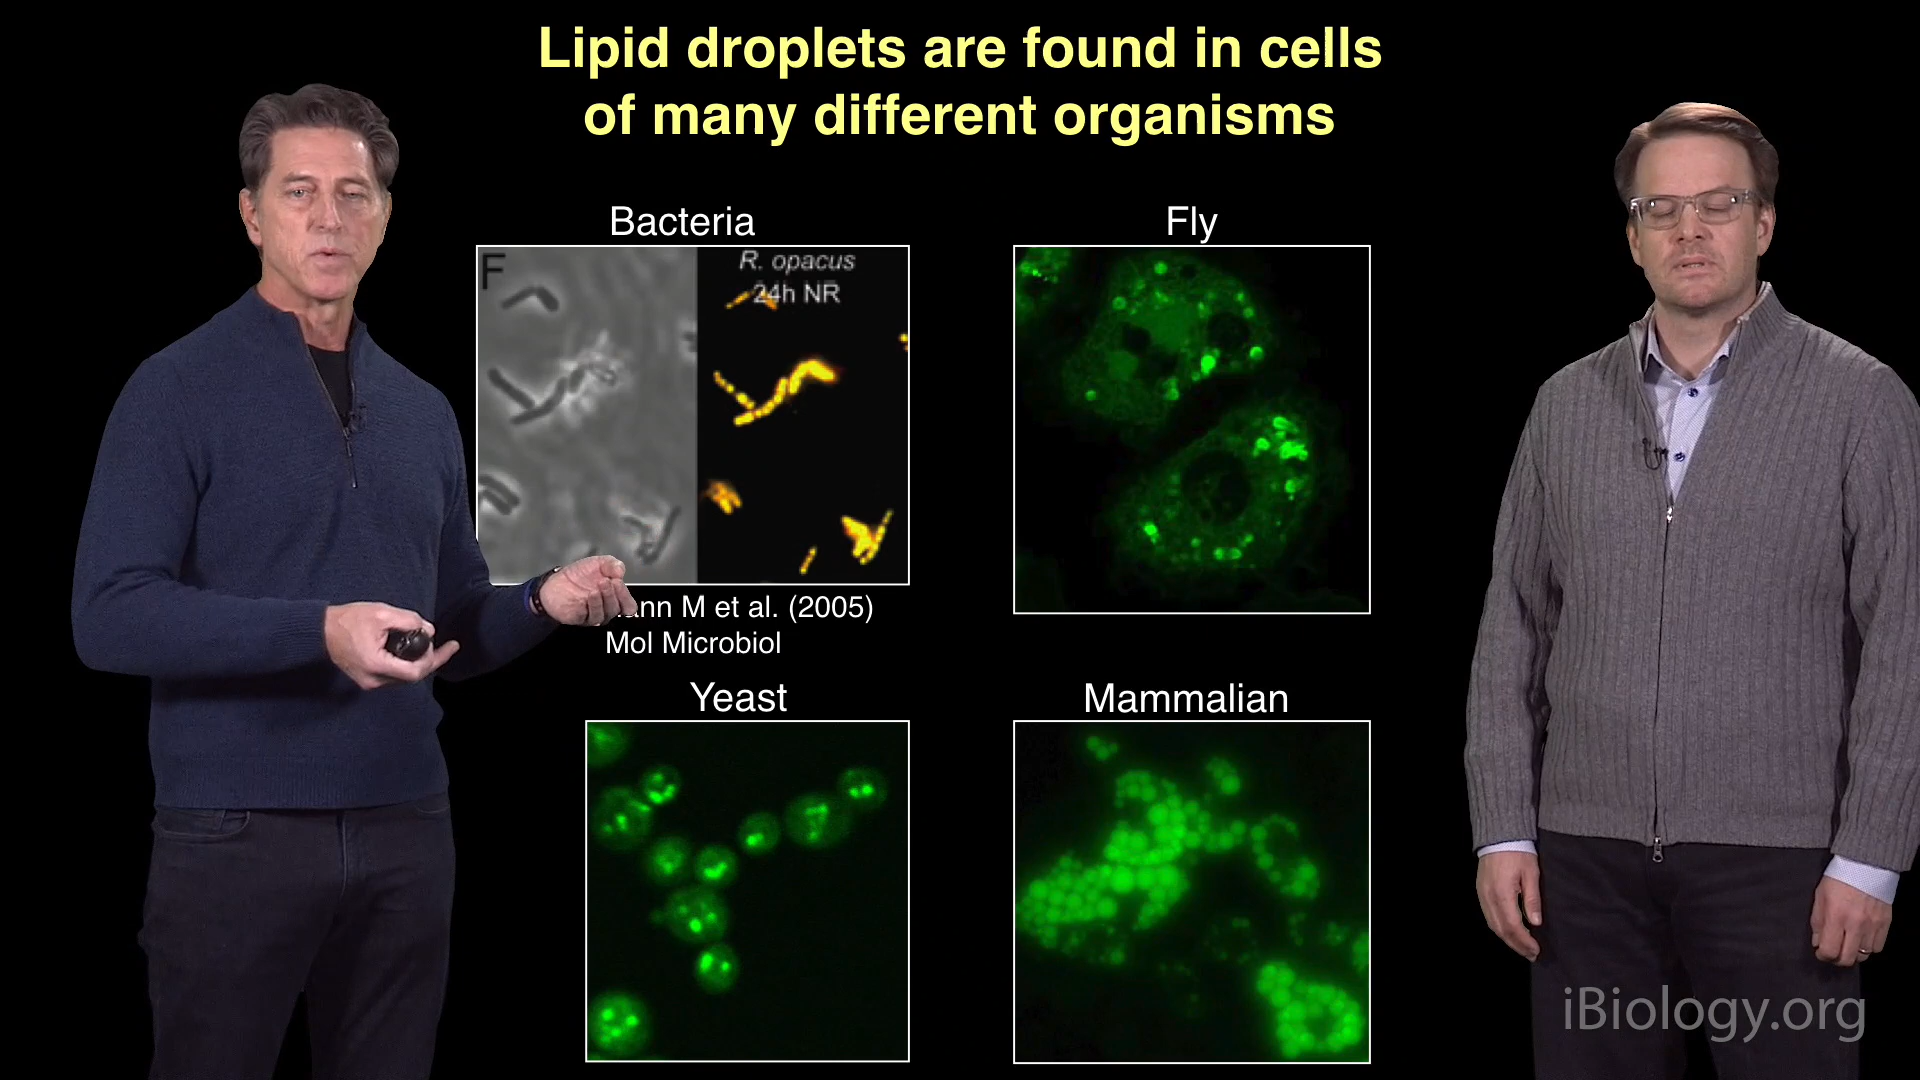 Lipid droplets are found in cells
of many different organisms
Bacteria
Fly
F
R. opacus
24h NR
M et al. (2005)
Mol Microbiol
Yeast
Mammalian
iBiology.org